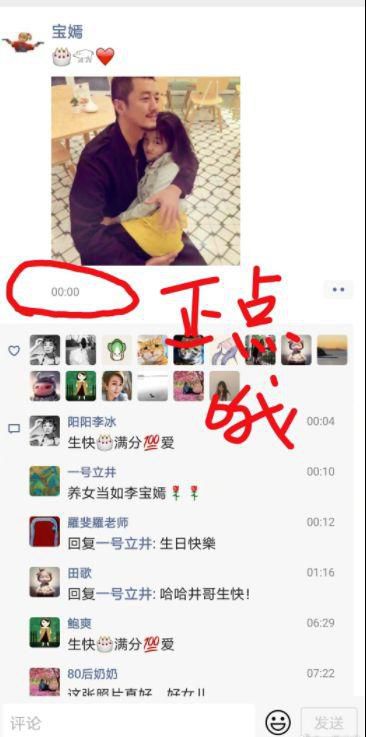 宝嫣
🎂🐖❤️
00:00
正点
哦
阳阳李冰 00:04
生快🎂满分💯爱
一号立井 00:10
养女当如李宝嫣🌹🌹
羅斐羅老师 00:12
回复一号立井: 生日快樂
田歌 01:16
回复一号立井: 哈哈井哥生快!
鲍爽 06:29
生快🎂满分💯爱
80后奶奶 07:22
这张照片真好，好女儿
评论 发送